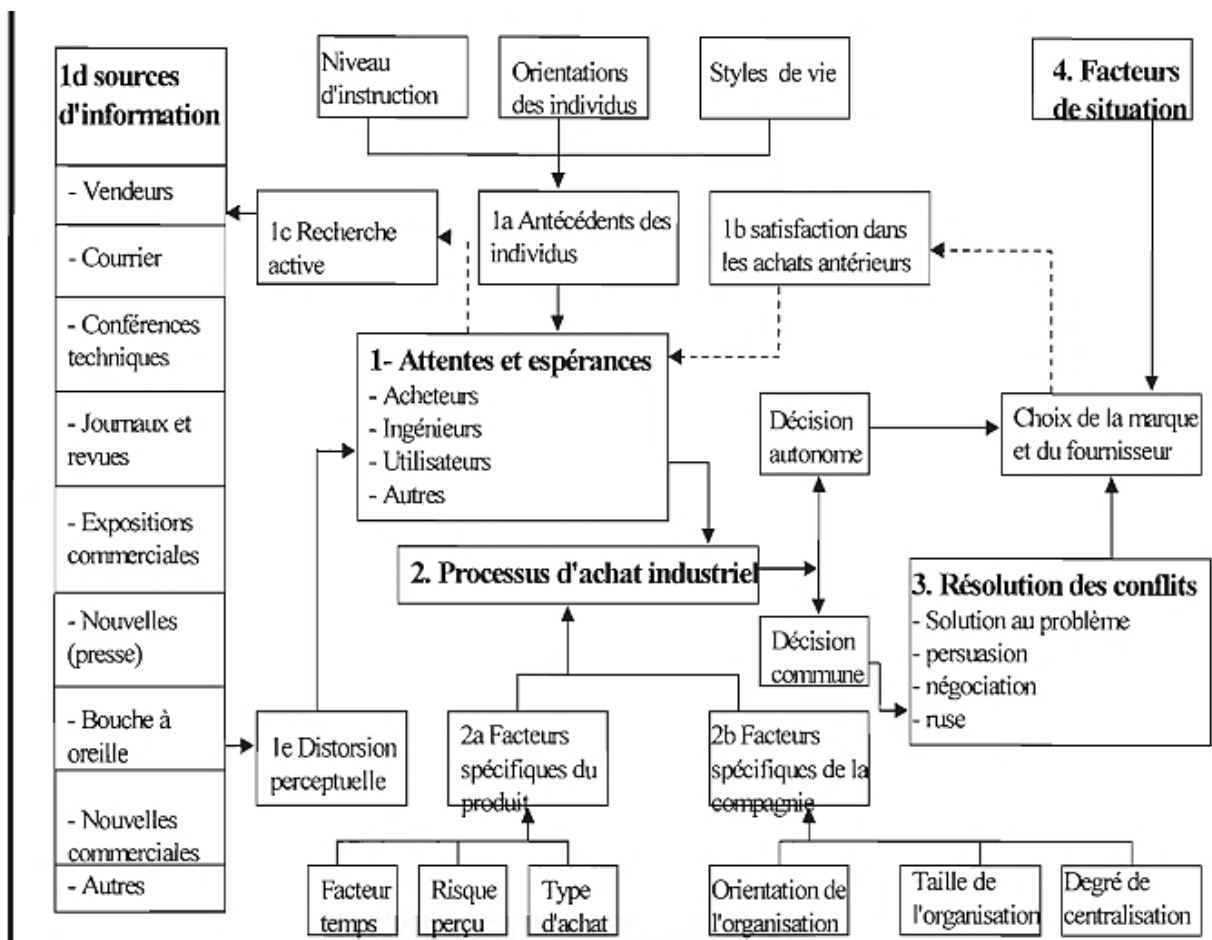 1d sources
d'information
- Vendeurs
- Courrier
- Conférences
techniques
- Journaux et
revues
- Expositions
commerciales
- Nouvelles
(presse)
- Bouche à
oreille
- Nouvelles
commerciales
- Autres
Niveau
d'instruction
Orientations
des individus
Styles de vie
4. Facteurs
de situation
1c Recherche
active
1a Antécédents des
individus
1b satisfaction dans
les achats antérieurs
1- Attentes et espérances
- Acheteurs
- Ingénieurs
- Utilisateurs
- Autres
Décision
autonome
Choix de la marque
et du fournisseur
2. Processus d'achat industriel
Décision
commune
3. Résolution des conflits
- Solution au problème
- persuasion
- négociation
- ruse
1e Distorsion
perceptuelle
2a Facteurs
spécifiques du
produit
2b Facteurs
spécifiques de la
compagnie
Facteur
temps
Risque
perçu
Type
d'achat
Orientation de
l'organisation
Taille de
l'organisation
Degré de
centralisation